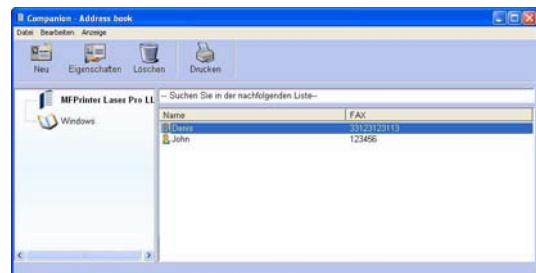 Companion - Address book
Datei Bearbeiten Anzeige
Neu Eigenschaften Löschen Drucken
MFPrinter Laser Pro LL
Windows
-- Suchen Sie in der nachfolgenden Liste--
Name FAX
Denis 33123123113
John 123456